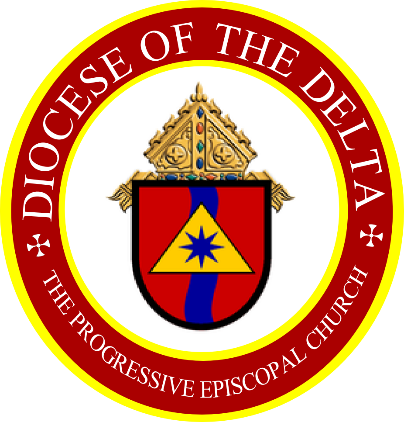 DIOCESE OF THE DELTA
THE PROGRESSIVE EPISCOPAL CHURCH